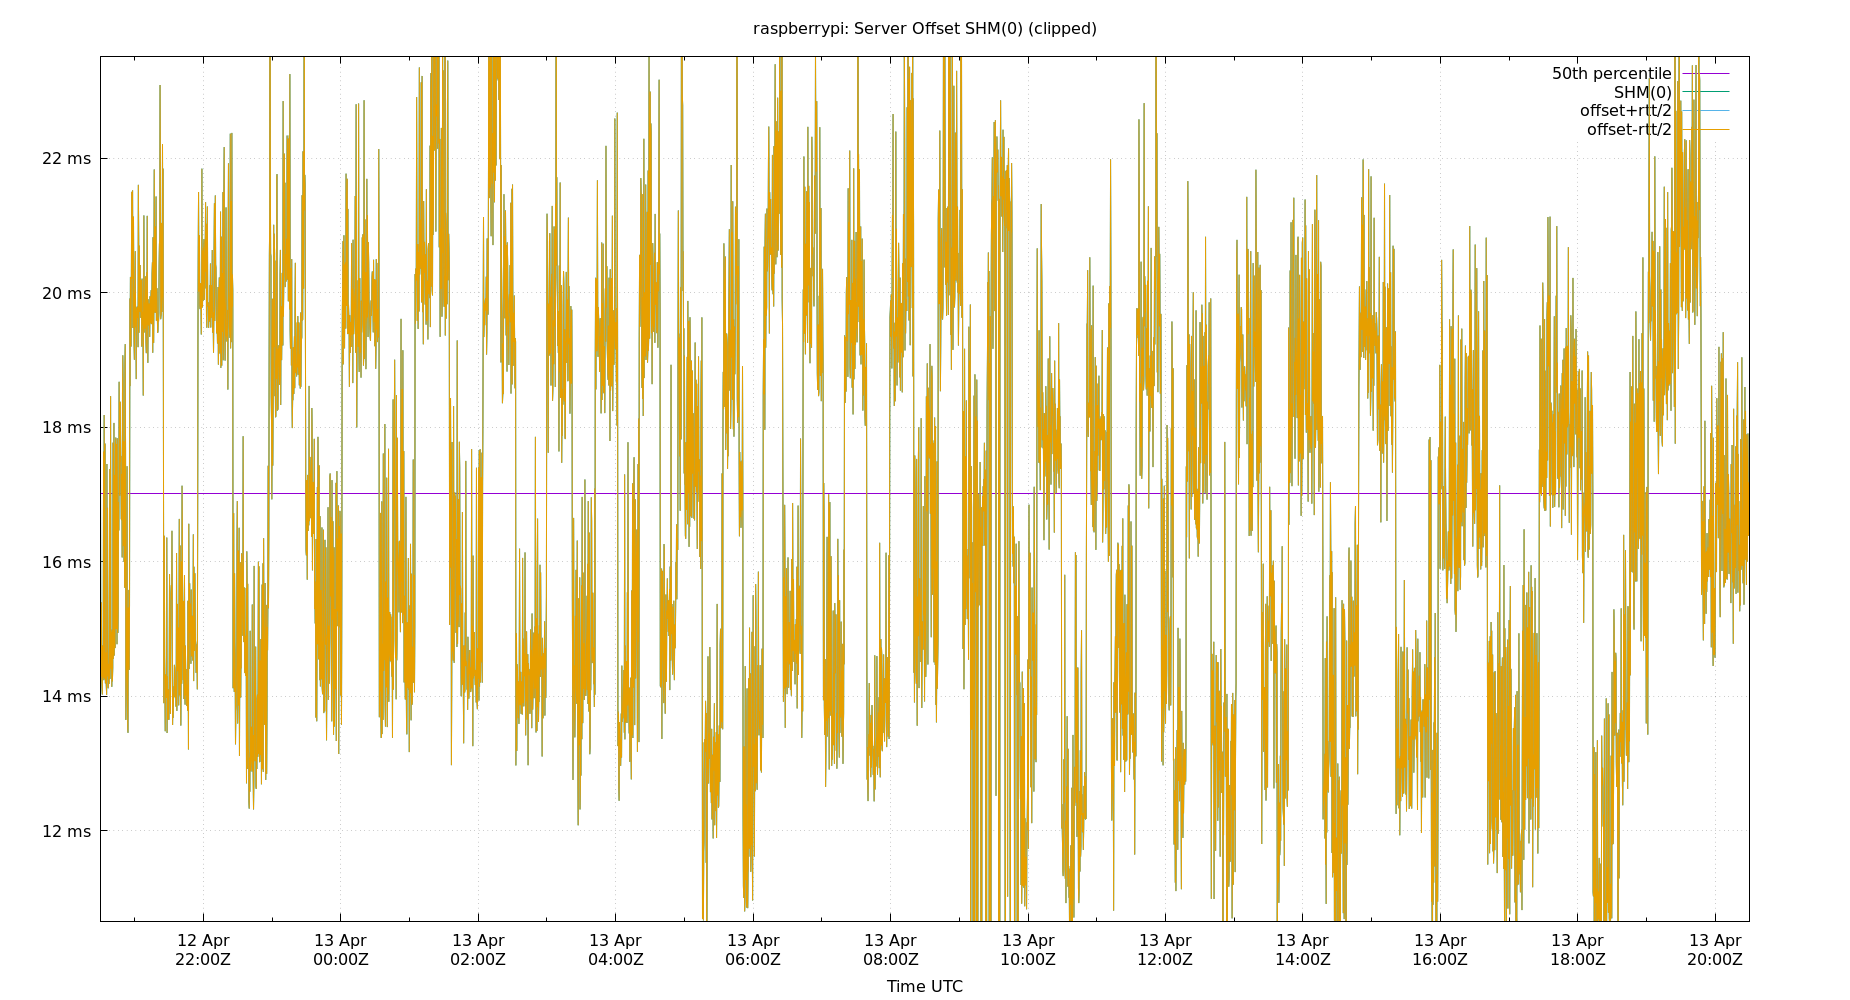 raspberrypi: Server Offset SHM(0) (clipped)
50th percentile
SHM(0)
offset+rtt/2
offset-rtt/2
22 ms
20 ms
18 ms
16 ms
14 ms
12 ms
12 Apr 13 Apr 13 Apr 13 Apr 13 Apr 13 Apr 13 Apr 13 Apr 13 Apr 13 Apr 13 Apr 13 Apr
22:00Z 00:00Z 02:00Z 04:00Z 06:00Z 08:00Z 10:00Z 12:00Z 14:00Z 16:00Z 18:00Z 20:00Z
Time UTC